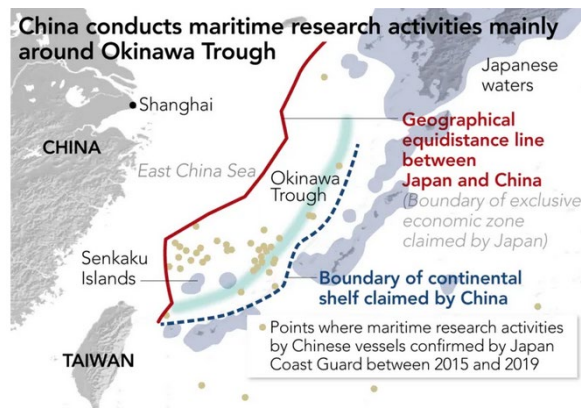 China conducts maritime research activities mainly
around Okinawa Trough
Japanese
waters
Shanghai
CHINA
Geographical
equidistance line
between
Japan and China
(Boundary of exclusive
economic zone
claimed by Japan)
East China Sea
Okinawa
Trough
Senkaku
Islands
Boundary of continental
shelf claimed by China
TAIWAN
Points where maritime research activities
by Chinese vessels confirmed by Japan
Coast Guard between 2015 and 2019